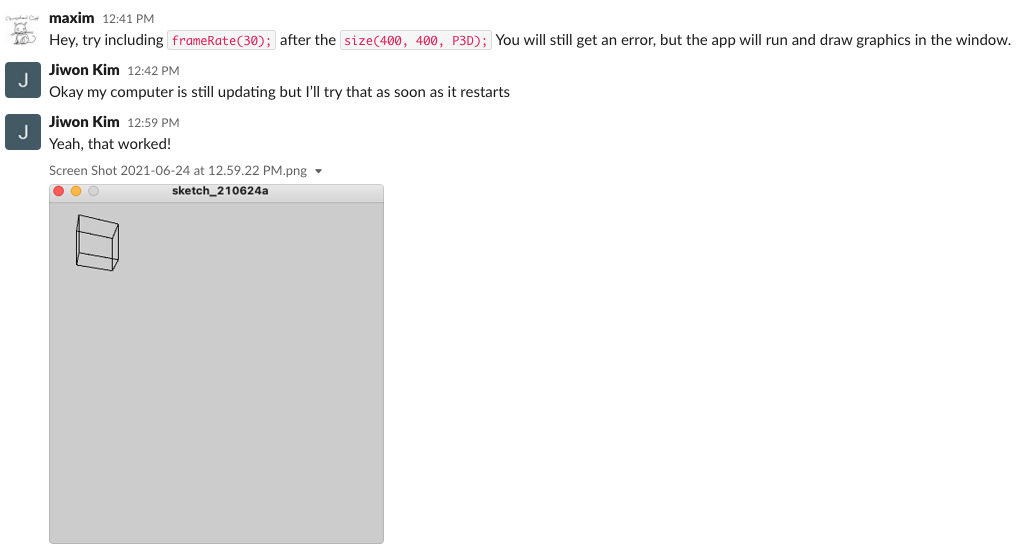 maxim 12:41 PM
Hey, try including frameRate(30); after the size(400, 400, P3D); You will still get an error, but the app will run and draw graphics in the window.
J
Jiwon Kim 12:42 PM
Okay my computer is still updating but I'll try that as soon as it restarts
J
Jiwon Kim 12:59 PM
Yeah, that worked!
Screen Shot 2021-06-24 at 12.59.22 PM.png
sketch_210624a